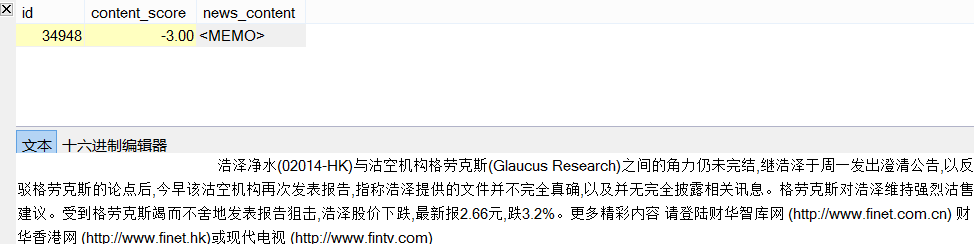 id content_score news_content
34948 -3.00 <MEMO>
文本 十六进制编辑器
浩泽净水(02014-HK)与沽空机构格劳克斯(Glaucus Research)之间的角力仍未完结,继浩泽于周一发出澄清公告,以反
驳格劳克斯的论点后,今早该沽空机构再次发表报告,指称浩泽提供的文件并不完全真确,以及并无完全披露相关讯息。格劳克斯对浩泽维持强烈沽售
建议。受到格劳克斯竭而不舍地发表报告狙击,浩泽股价下跌,最新报2.66元,跌3.2%。更多精彩内容 请登陆财华智库网 (http://www.finet.com.cn) 财
华香港网 (http://www.finet.hk)或现代电视 (http://www.fintv.com)